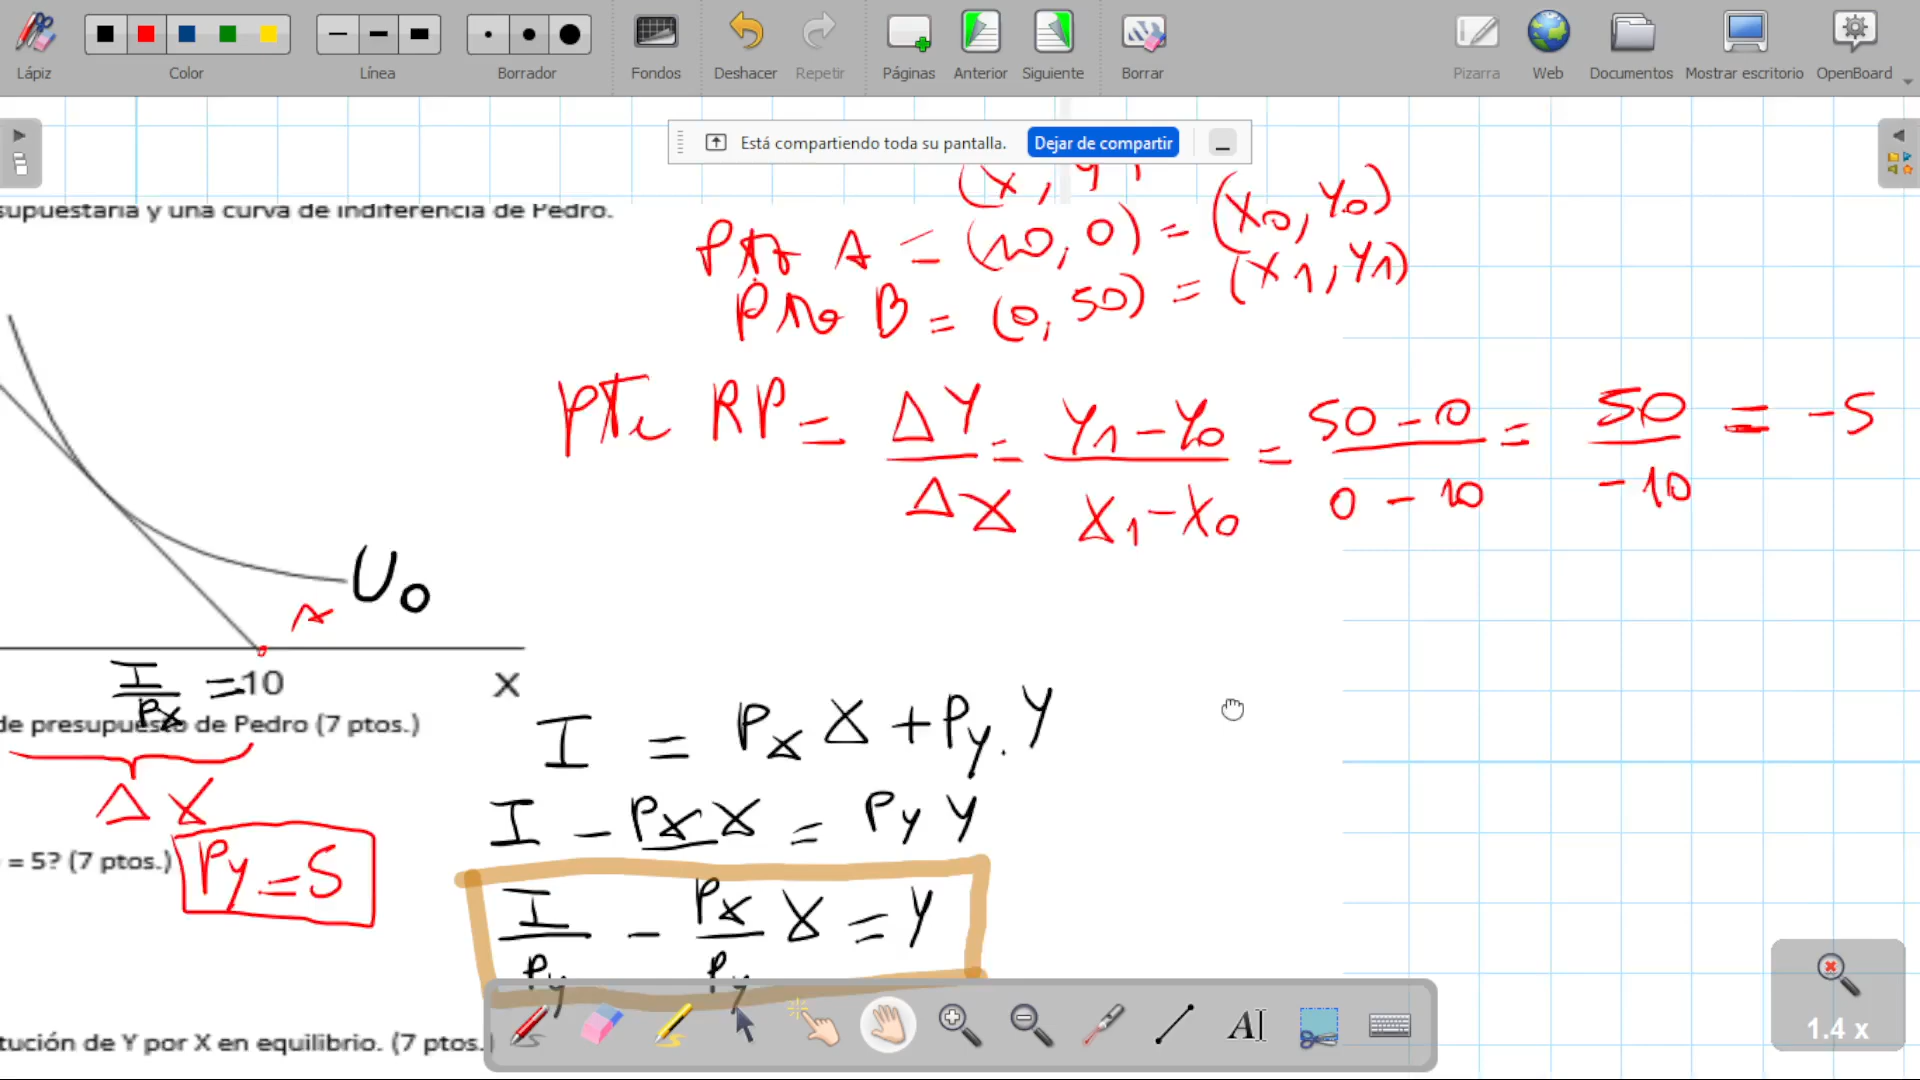 Lápiz Color Línea Borrador Fondos Deshacer Repetir Páginas Anterior Siguiente Borrar Pizarra Web Documentos Mostrar escritorio OpenBoard
Está compartiendo toda su pantalla. Dejar de compartir
(X, Y)
supuestaria y una curva de indiferencia de Pedro.
Pto A = (10, 0) = (X0, Y0)
Pto B = (0, 50) = (X1, Y1)
PTe RP = ΔY/ΔX = Y1 - Y0/X1 - X0 = 50 - 0/0 - 10 = 50/-10 = -5
U0
A
I/Px = 10
X
de presupuesto de Pedro (7 ptos.)
ΔX
= 5? (7 ptos.)
Py = 5
I = Px X + Py . Y
I - Px X = Py Y
I/Py - Px/Py X = Y
tución de Y por X en equilibrio. (7 ptos.)
AI
1.4 x